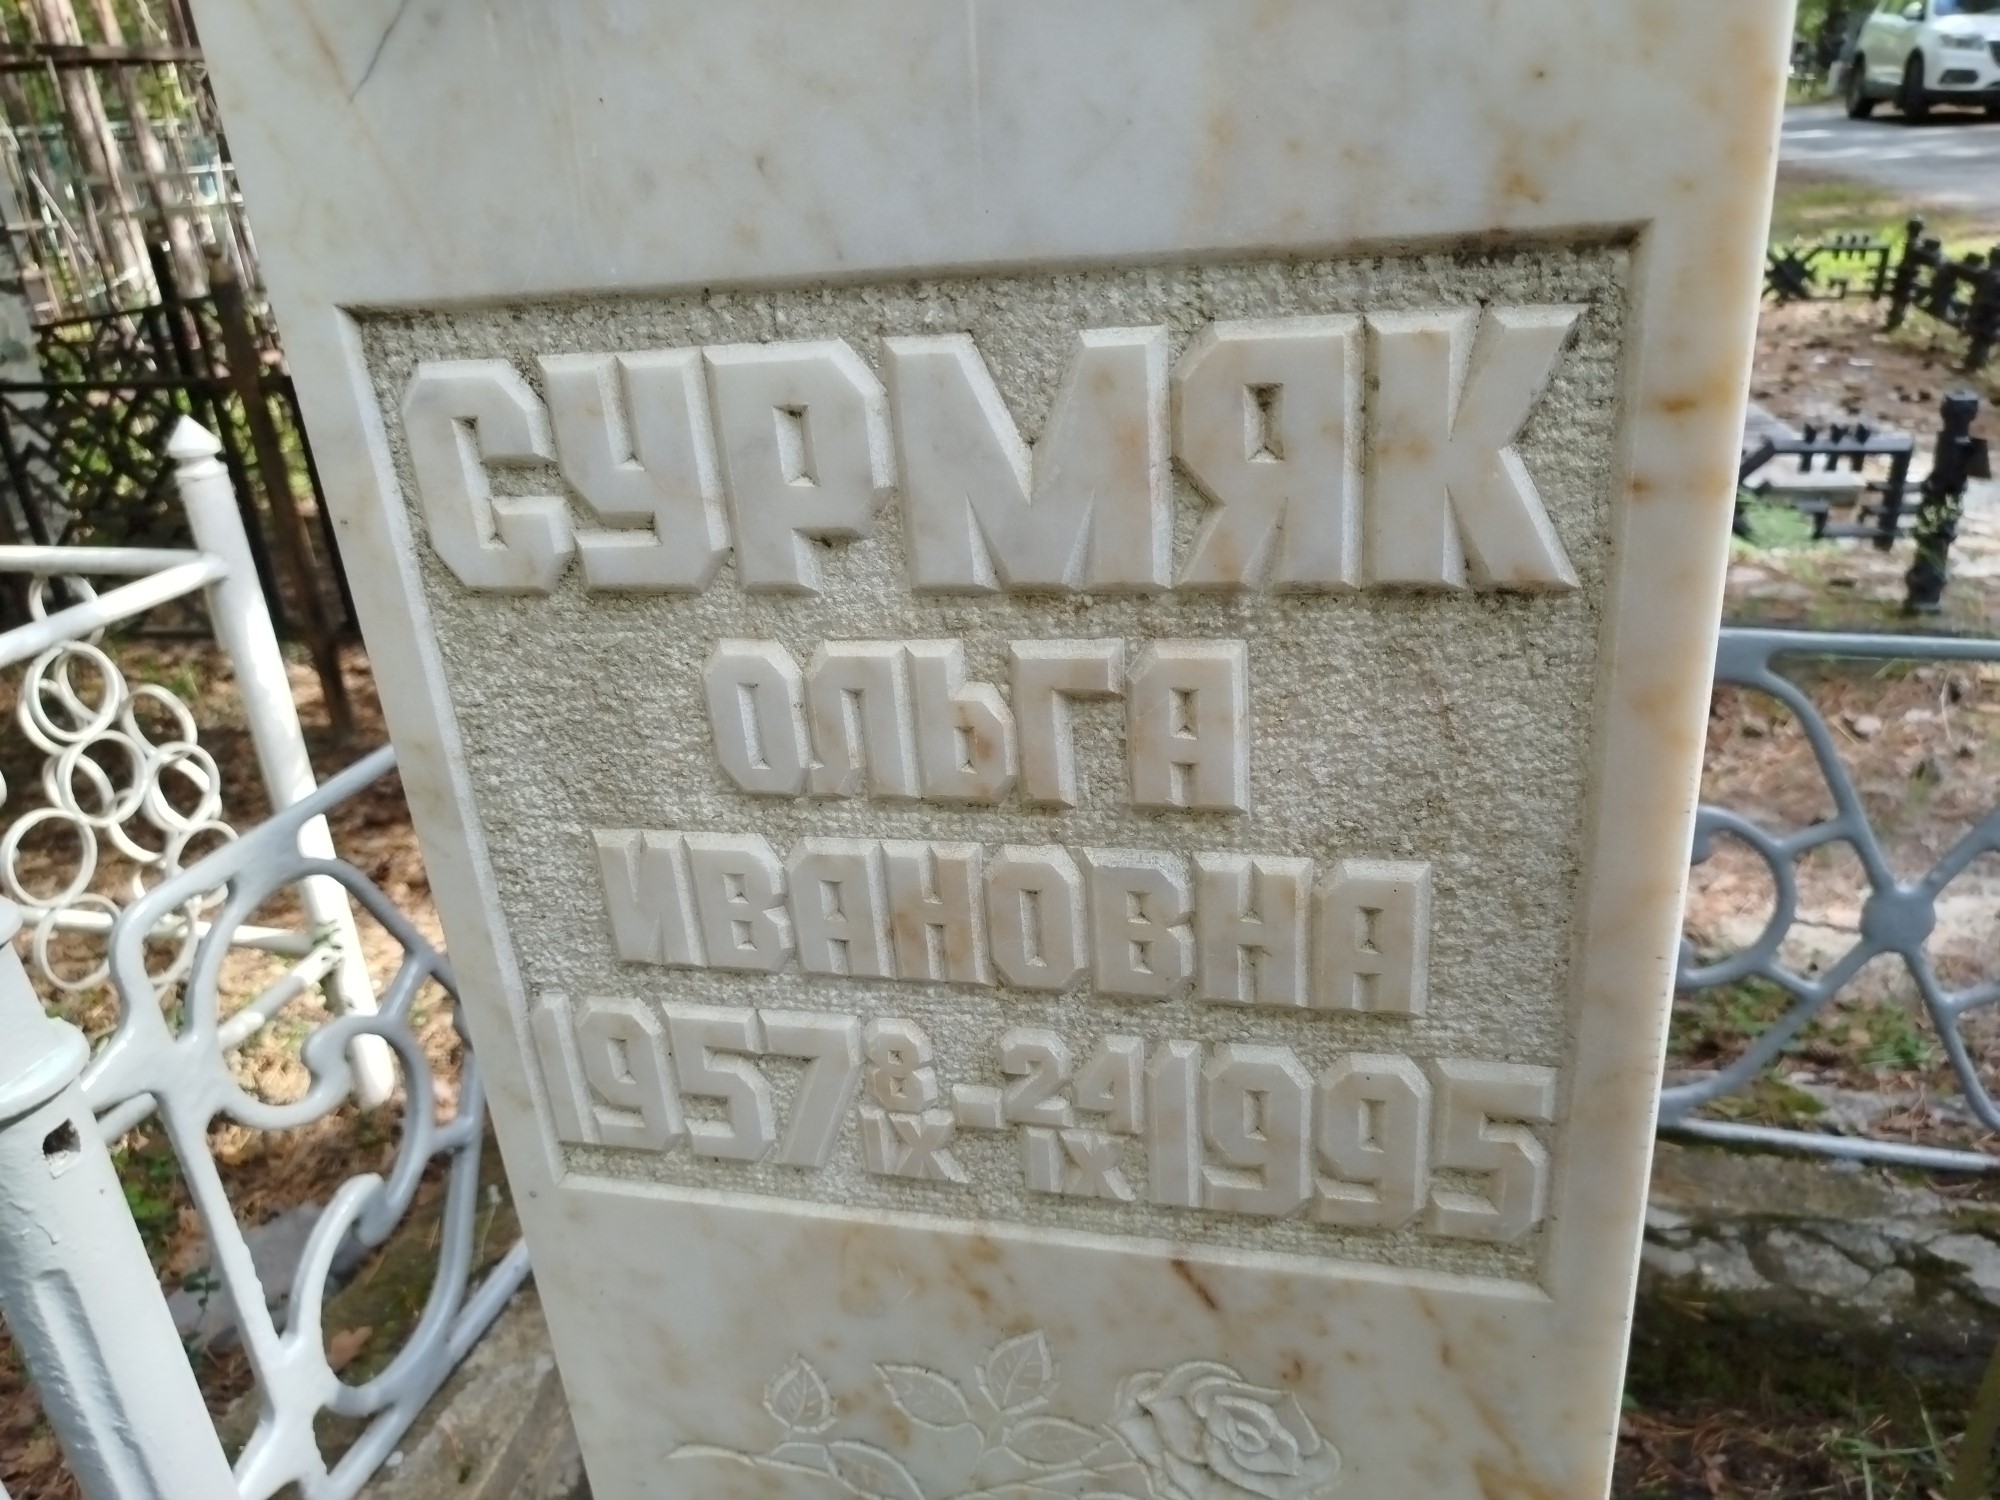 СУРМЯК
ОЛЬГА
ИВАНОВНА
1957 8 IX - 24 IX 1995